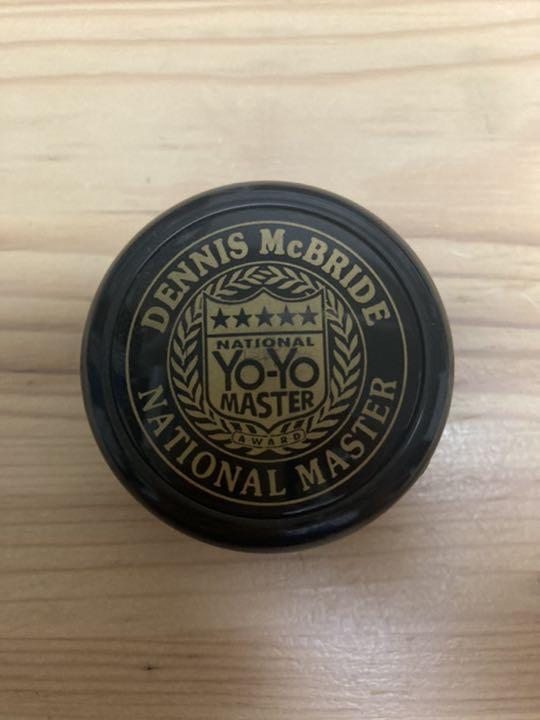 DENNIS McBRIDE
NATIONAL
YO-YO
MASTER
AWARD
NATIONAL MASTER